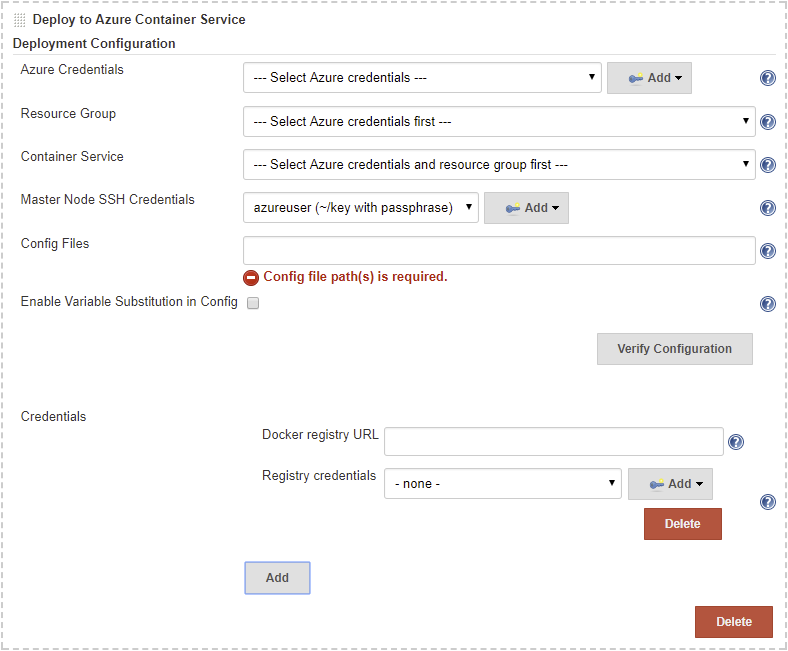 Deploy to Azure Container Service
Deployment Configuration
Azure Credentials
--- Select Azure credentials ---
Add
Resource Group
--- Select Azure credentials first ---
Container Service
--- Select Azure credentials and resource group first ---
Master Node SSH Credentials
azureuser (~/key with passphrase)
Add
Config Files
Config file path(s) is required.
Enable Variable Substitution in Config
Verify Configuration
Credentials
Docker registry URL
Registry credentials
- none -
Add
Delete
Add
Delete